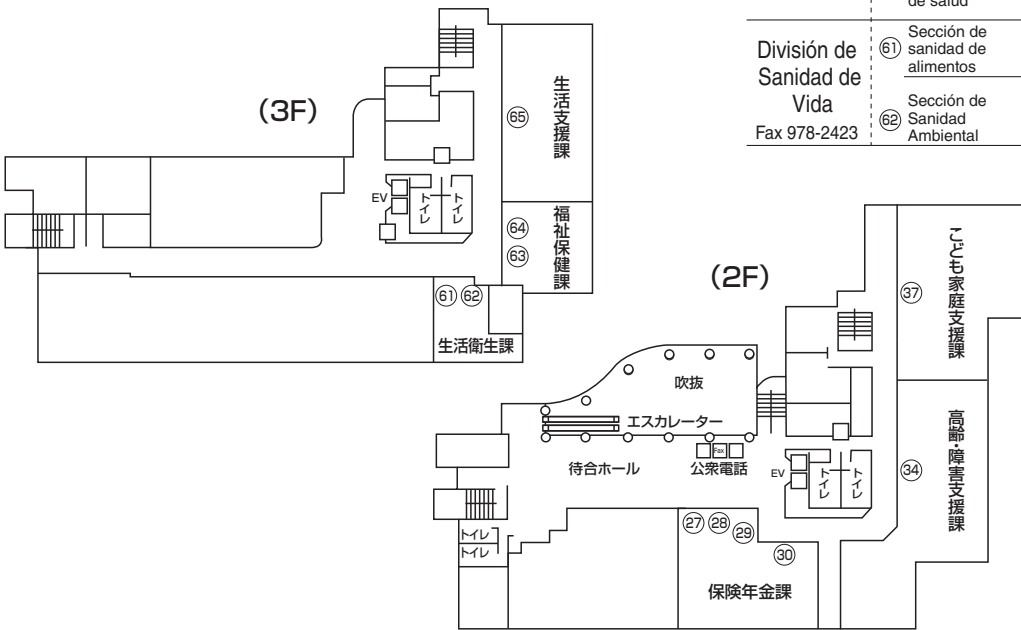 de salud
División de
Sanidad de
Vida
Fax 978-2423
61 Sección de
sanidad de
alimentos
62 Sección de
Sanidad
Ambiental
(3F)
65
生活支援課
EV
トイレ
トイレ
64
63
福祉保健課
61 62
生活衛生課
(2F)
37
こども家庭支援課
吹抜
エスカレーター
待合ホール
Fax
公衆電話
EV
トイレ
トイレ
34
高齢・障害支援課
トイレ
トイレ
27 28
29
30
保険年金課